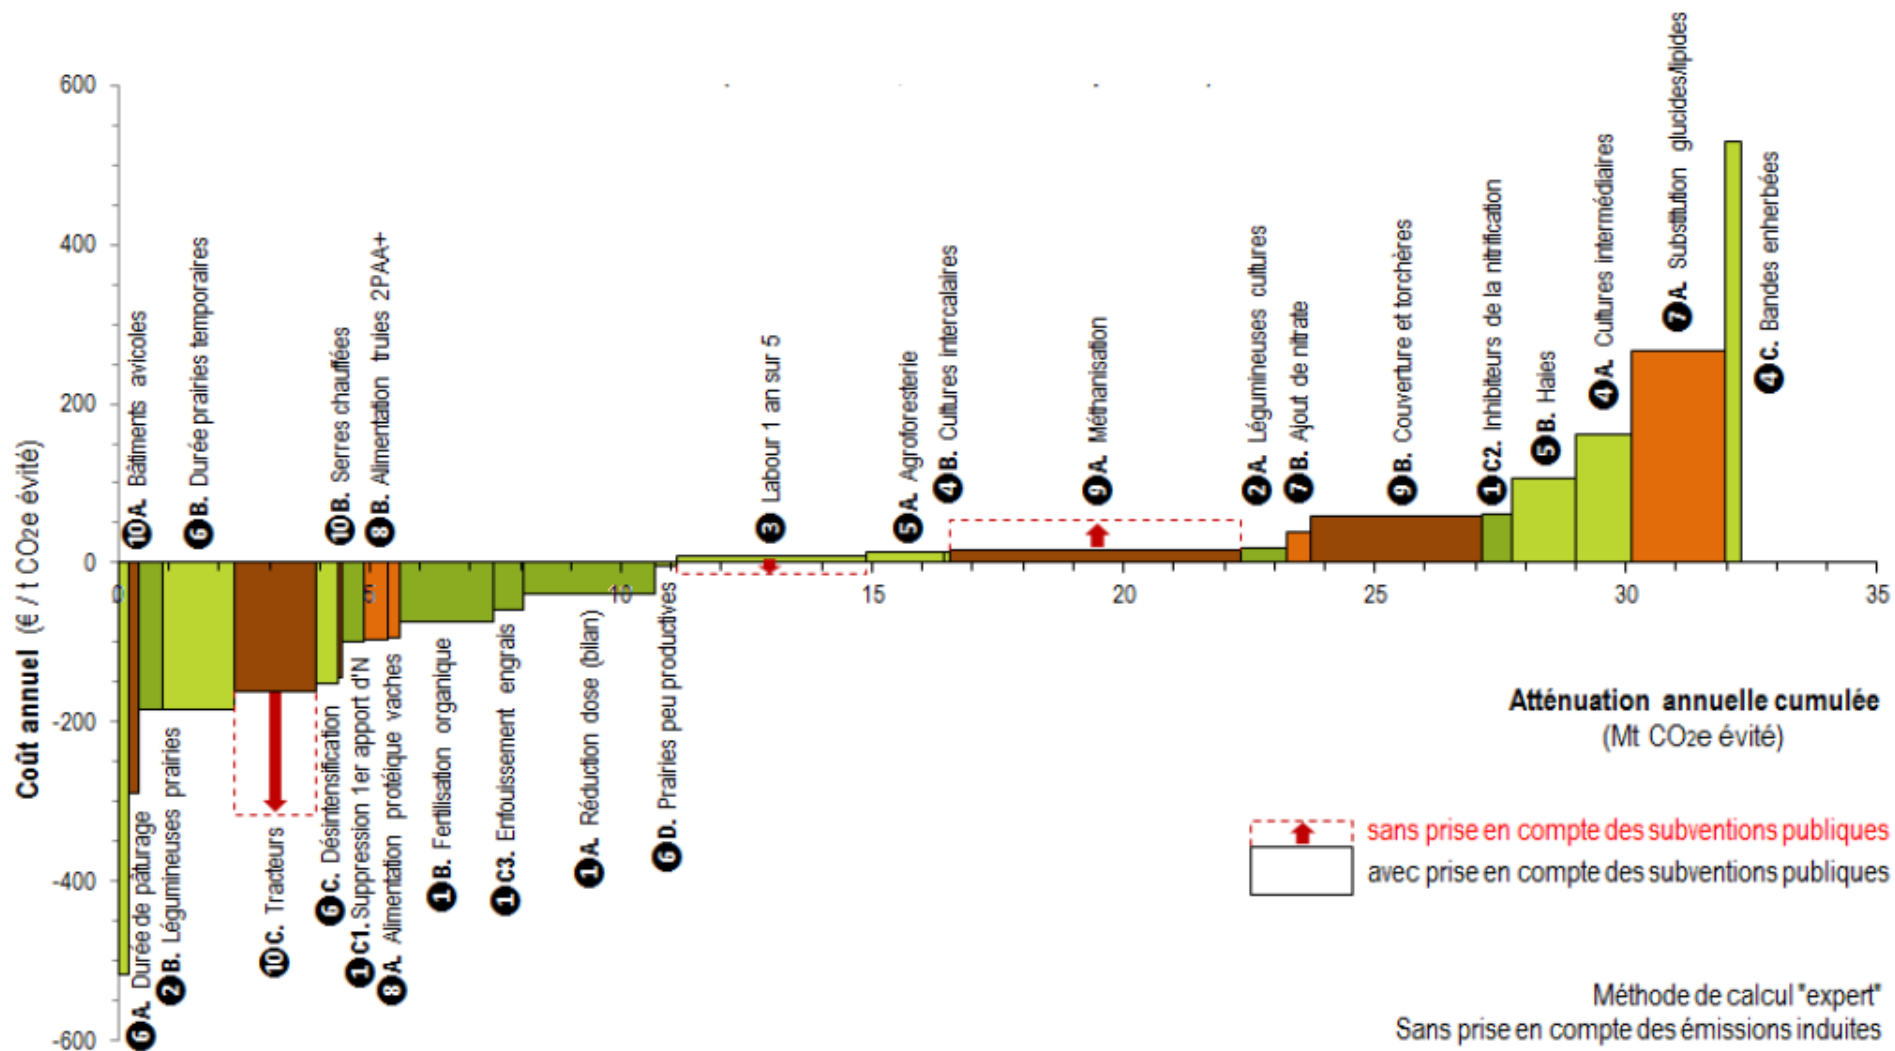 600
400
200
0
-200
-400
-600
Coût annuel (€ / t CO2e évité)
0
5
10
15
20
25
30
35
6A. Durée de pâturage
10A. Bâtiments avicoles
2B. Légumineuses prairies
6B. Durée prairies temporaires
10C. Tracteurs
6C. Désintensification
10B. Serres chauffées
1C1. Suppression 1er apport d'N
8B. Alimentation truies 2PAA+
8A. Alimentation protéique vaches
1B. Fertilisation organique
1C3. Enfouissement engrais
1A. Réduction dose (bilan)
6D. Prairies peu productives
3 Labour 1 an sur 5
5A. Agroforesterie
4B. Cultures intercalaires
9A. Méthanisation
2A. Légumineuses cultures
7B. Ajout de nitrate
9B. Couverture et torchères
1C2. Inhibiteurs de la nitrification
5B. Haies
4A. Cultures intermédiaires
7A. Substitution glucides/lipides
4C. Bandes enherbées
Atténuation annuelle cumulée
(Mt CO2e évité)
sans prise en compte des subventions publiques
avec prise en compte des subventions publiques
Méthode de calcul "expert"
Sans prise en compte des émissions induites